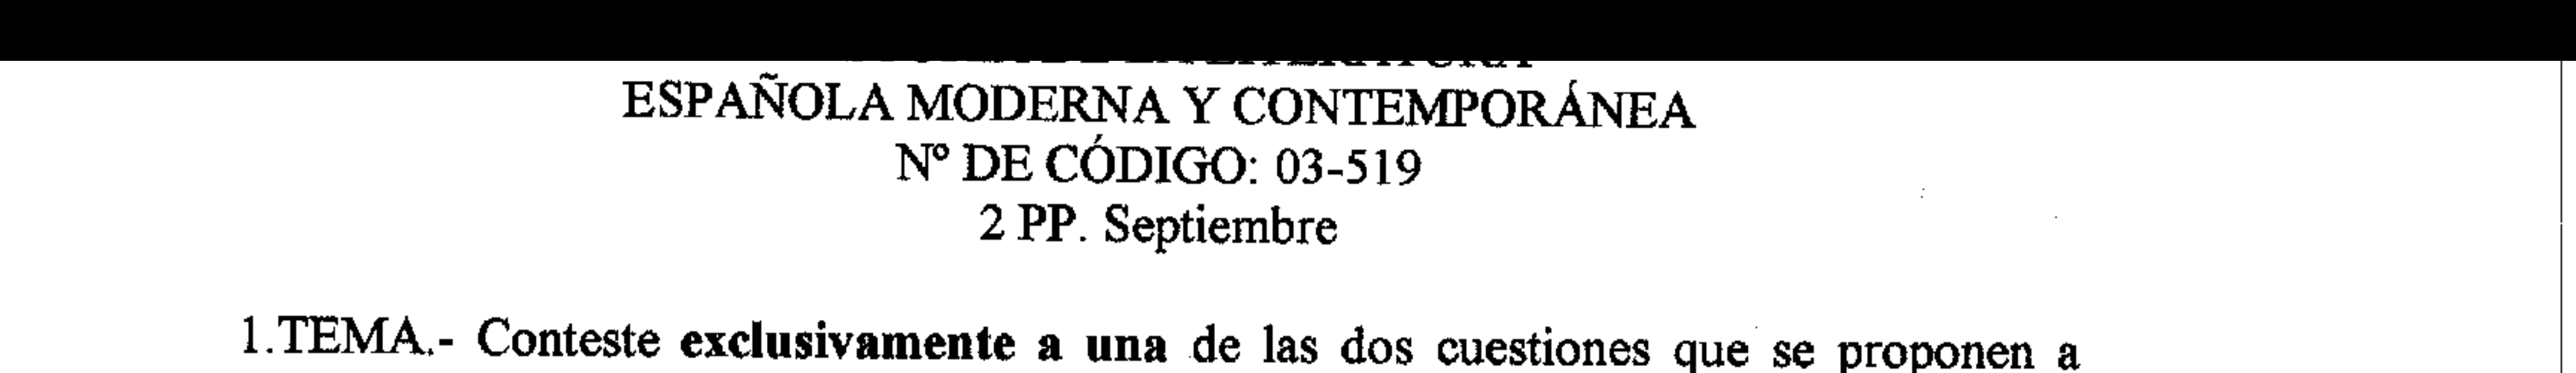 ESPAÑOLA MODERNA Y CONTEMPORÁNEA
Nº DE CÓDIGO: 03-519
2 PP. Septiembre
1.TEMA.- Conteste exclusivamente a una de las dos cuestiones que se proponen a